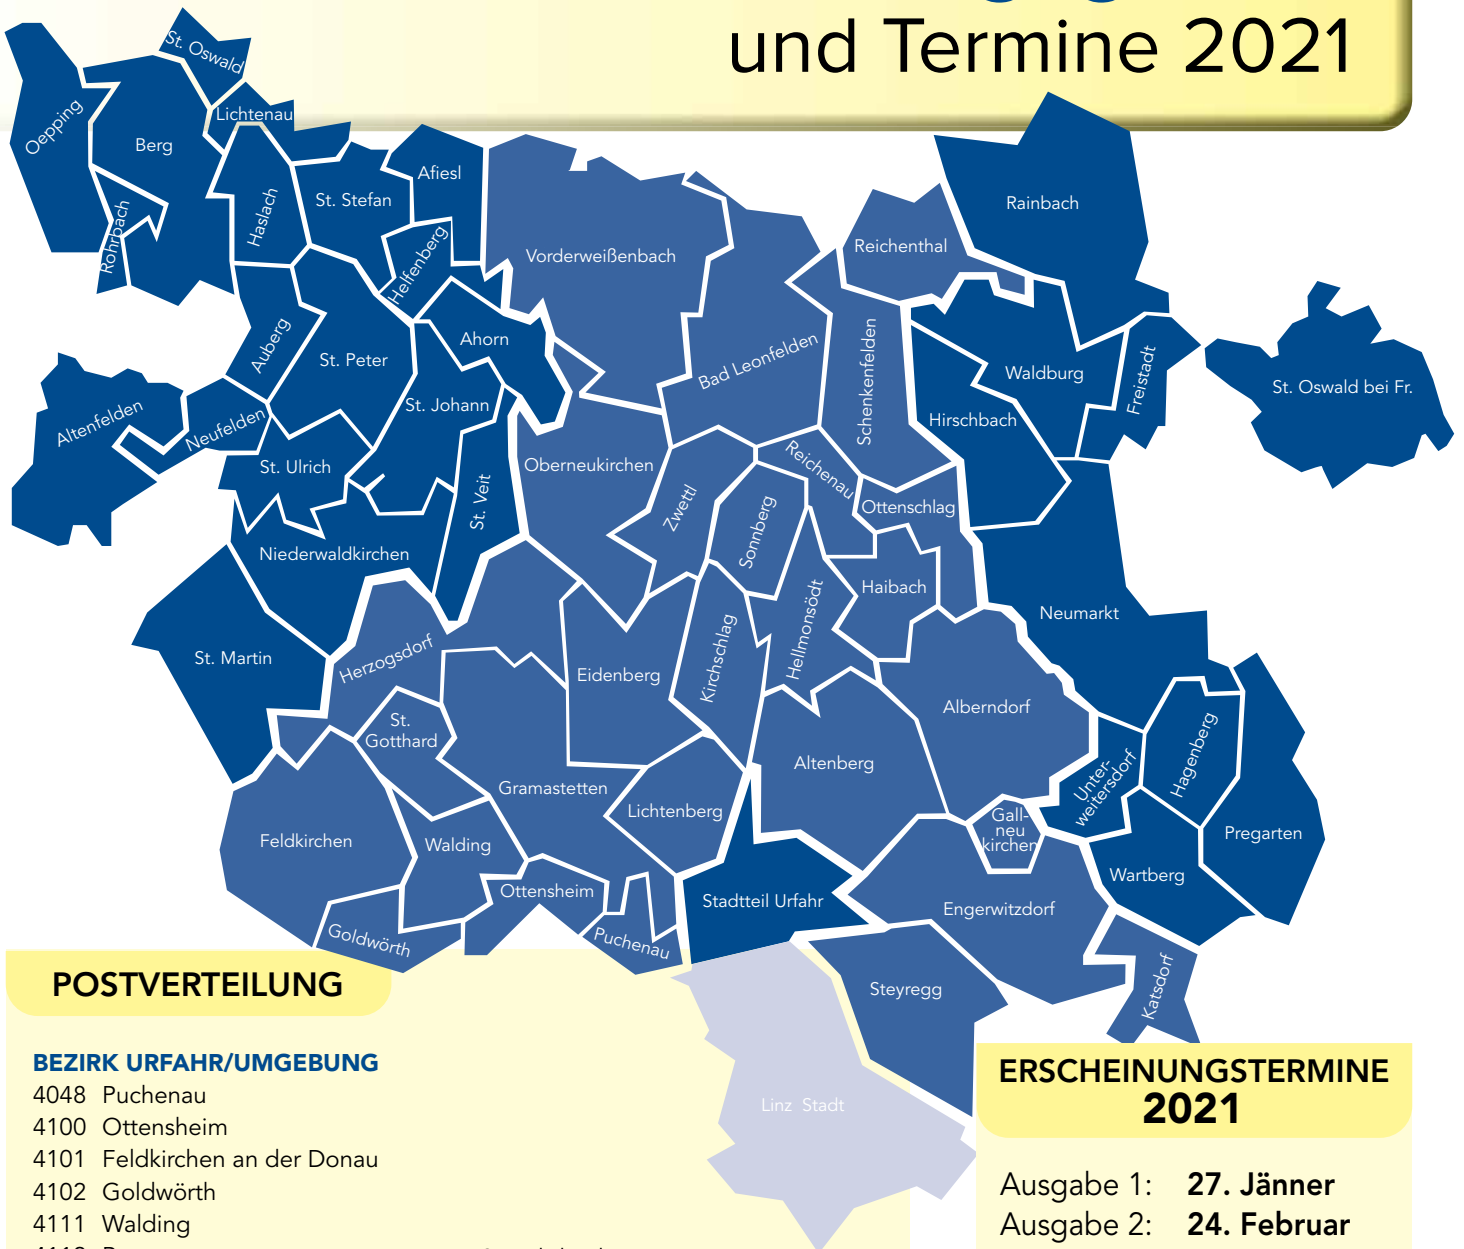 und Termine 2021
St. Oswald
Oepping
Lichtenau
Berg
Afiesl
St. Stefan
Haslach
Rohrbach
Helfenberg
Vorderweißenbach
Reichenthal
Rainbach
Auberg
St. Peter
Ahorn
Bad Leonfelden
Schenkenfelden
Waldburg
Freistadt
St. Oswald bei Fr.
Altenfelden
Neufelden
St. Johann
Hirschbach
St. Ulrich
Oberneukirchen
Reichenau
St. Veit
Zwettl
Sonnberg
Ottenschlag
Niederwaldkirchen
Haibach
Neumarkt
St. Martin
Herzogsdorf
Eidenberg
Kirchschlag
Hellmonsödt
Alberndorf
St.
Gotthard
Altenberg
Unter-
weitersdorf
Hagenberg
Gramastetten
Lichtenberg
Gall-
neu
kirchen
Pregarten
Feldkirchen
Walding
Wartberg
Ottensheim
Stadtteil Urfahr
Engerwitzdorf
Goldwörth
Puchenau
Steyregg
Katsdorf
Linz Stadt
POSTVERTEILUNG
BEZIRK URFAHR/UMGEBUNG
4048 Puchenau
4100 Ottensheim
4101 Feldkirchen an der Donau
4102 Goldwörth
4111 Walding
ERSCHEINUNGSTERMINE
2021
Ausgabe 1: 27. Jänner
Ausgabe 2: 24. Februar